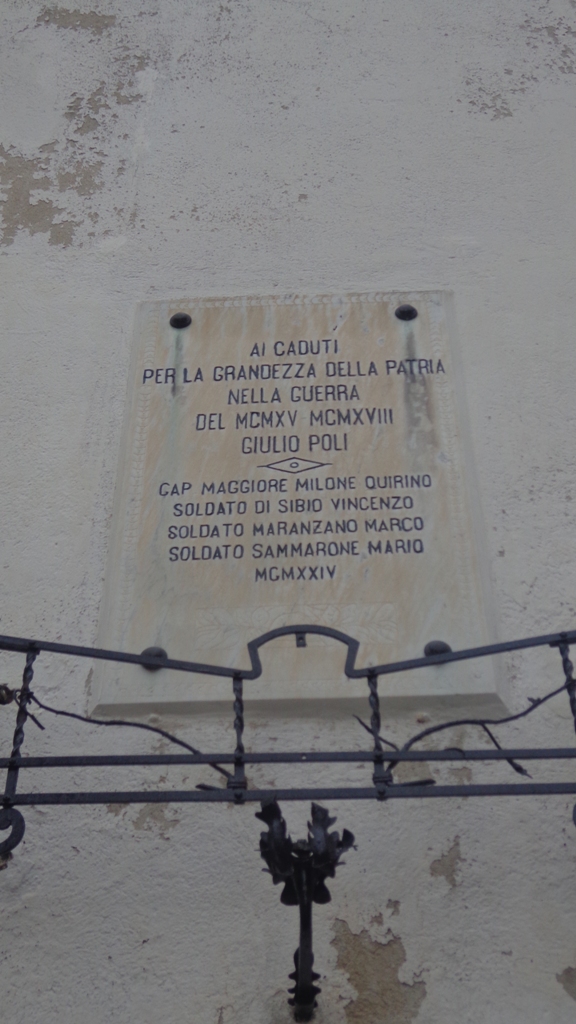 AI CADUTI
PER LA GRANDEZZA DELLA PATRIA
NELLA GUERRA
DEL MCMXV MCMXVIII
GIULIO POLI
CAP MAGGIORE MILONE QUIRINO
SOLDATO DI SIBIO VINCENZO
SOLDATO MARANZANO MARCO
SOLDATO SAMMARONE MARIO
MCMXXIV